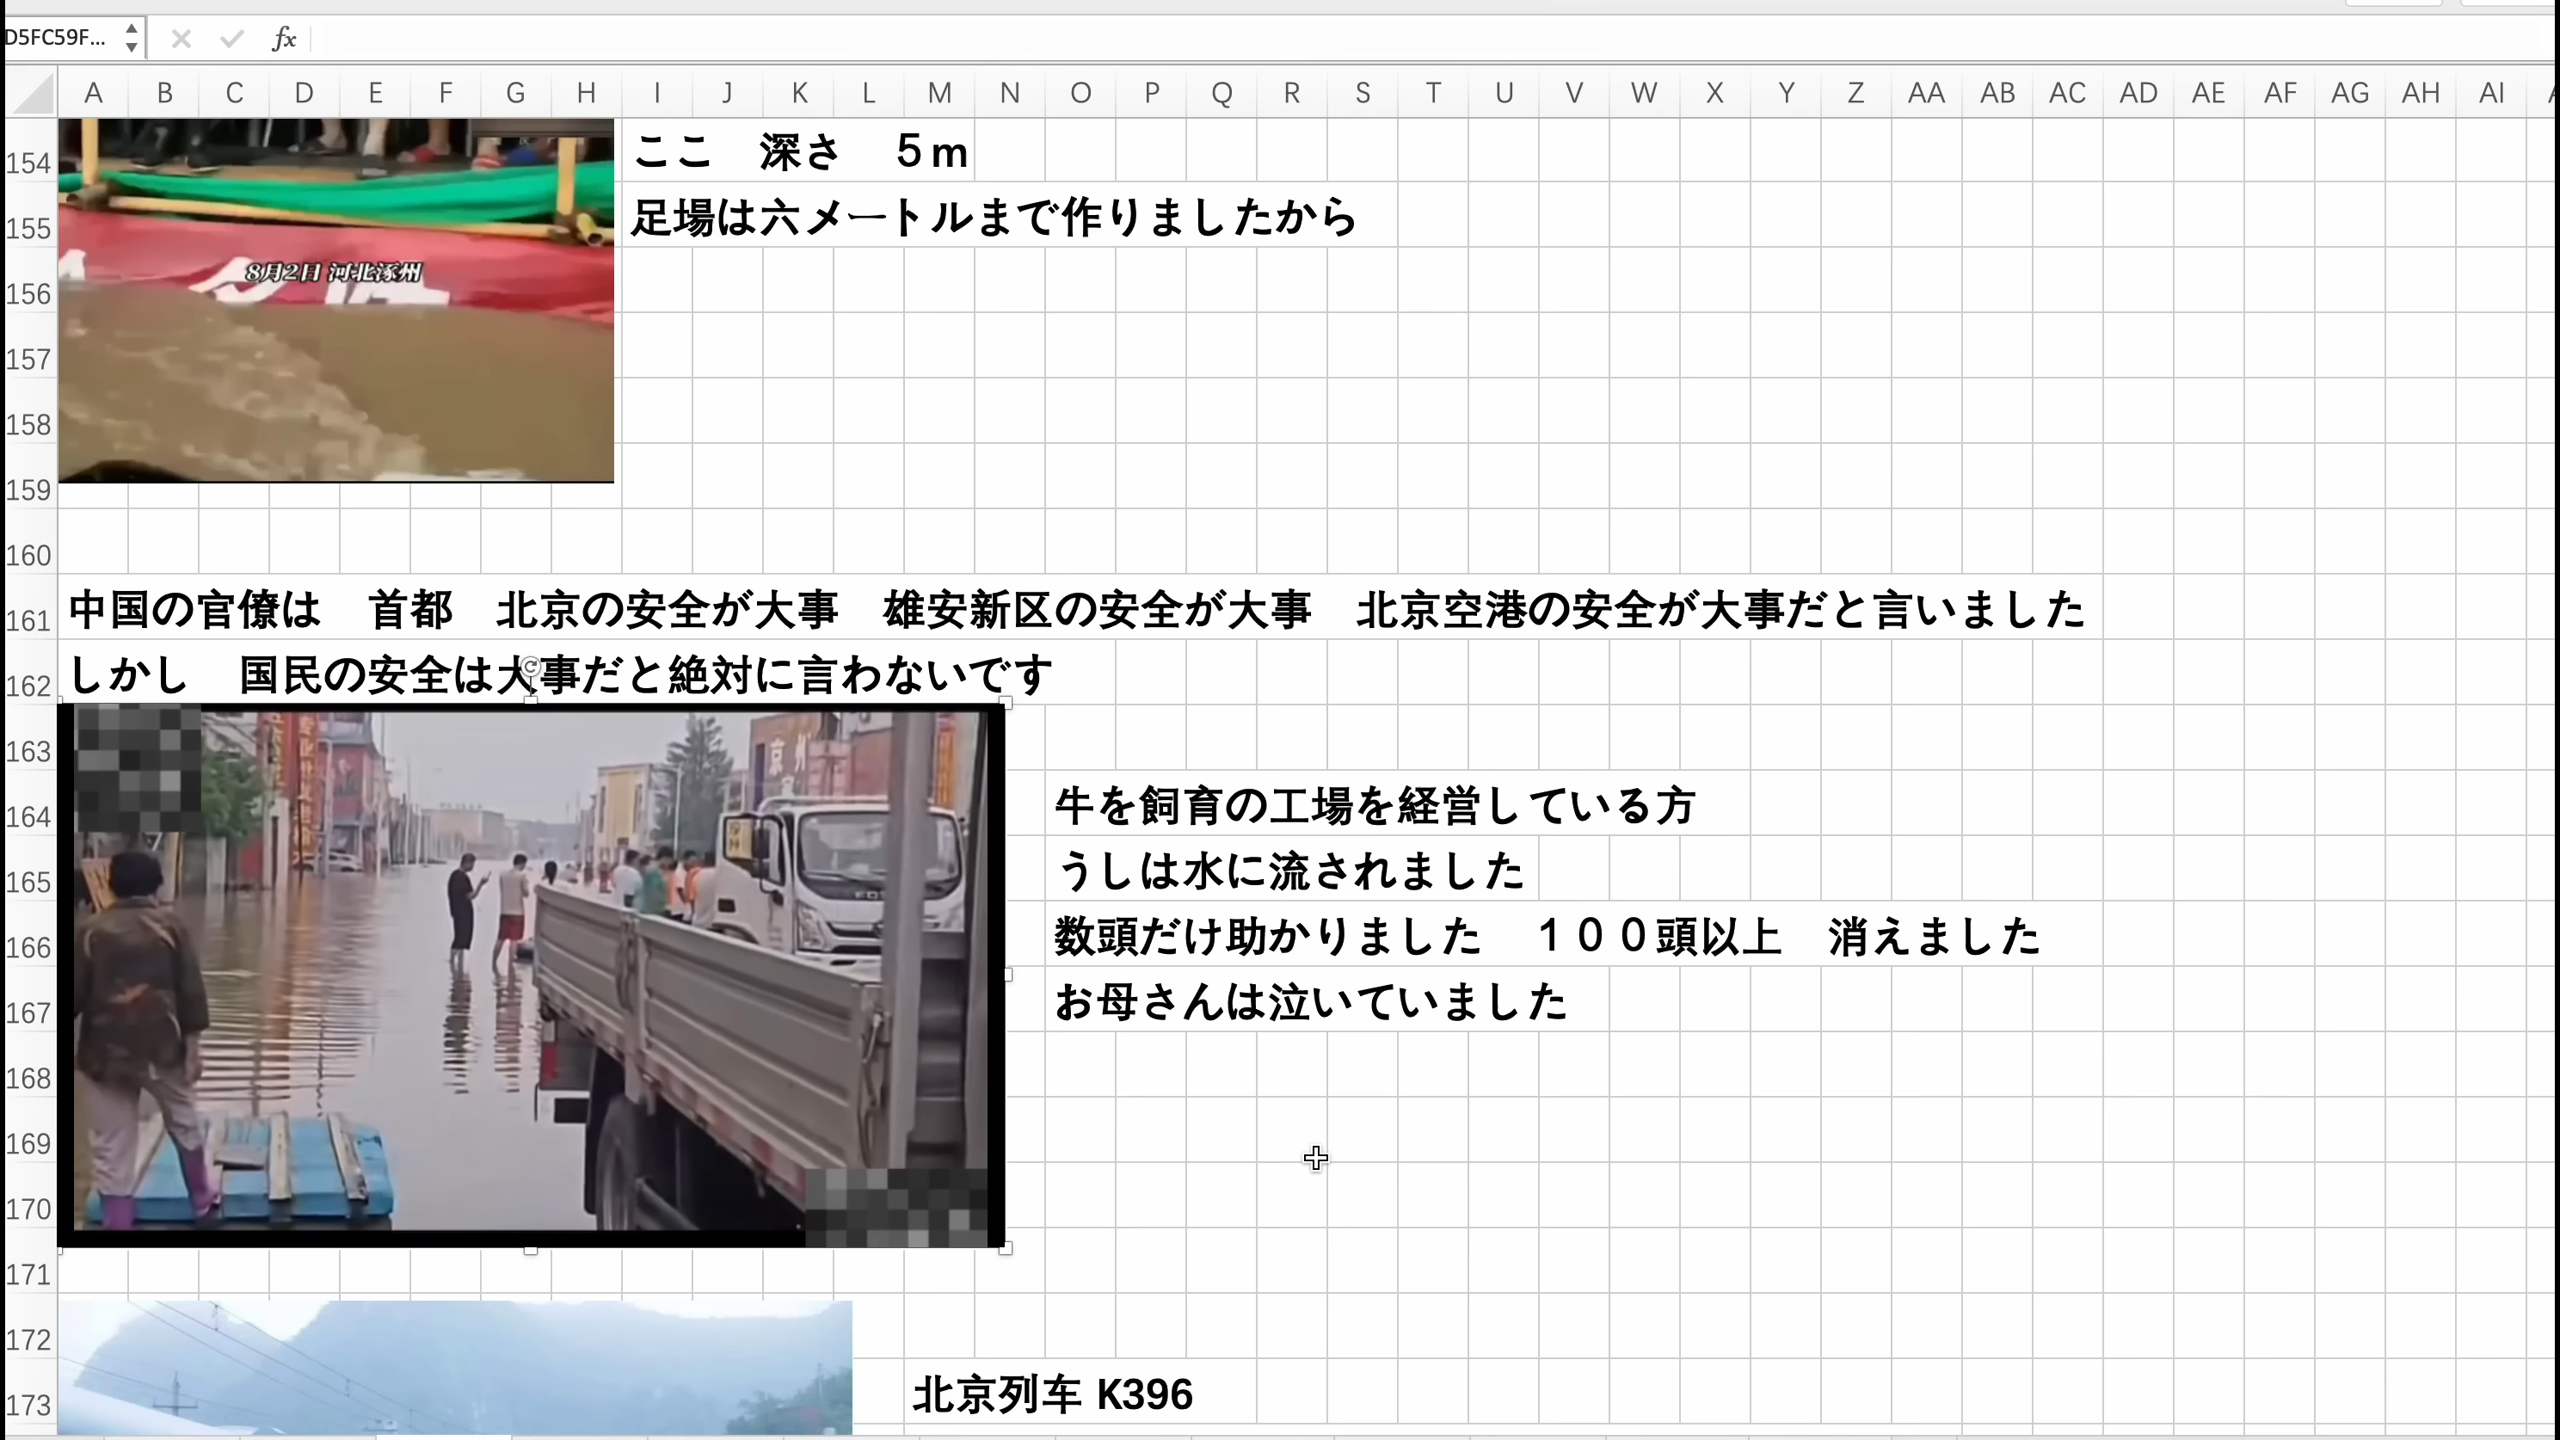 D5FC59F...
fx
A B C D E F G H I J K L M N O P Q R S T U V W X Y Z AA AB AC AD AE AF AG AH AI
154
ここ　深さ　５m
155
足場は六メートルまで作りましたから
156
8月2日 河北涿州
157
158
159
160
161
中国の官僚は　首都　北京の安全が大事　雄安新区の安全が大事　北京空港の安全が大事だと言いました
162
しかし　国民の安全は大事だと絶対に言わないです
163
164
牛を飼育の工場を経営している方
165
うしは水に流されました
166
数頭だけ助かりました　１００頭以上　消えました
167
お母さんは泣いていました
168
169
170
171
172
173
北京列车 K396